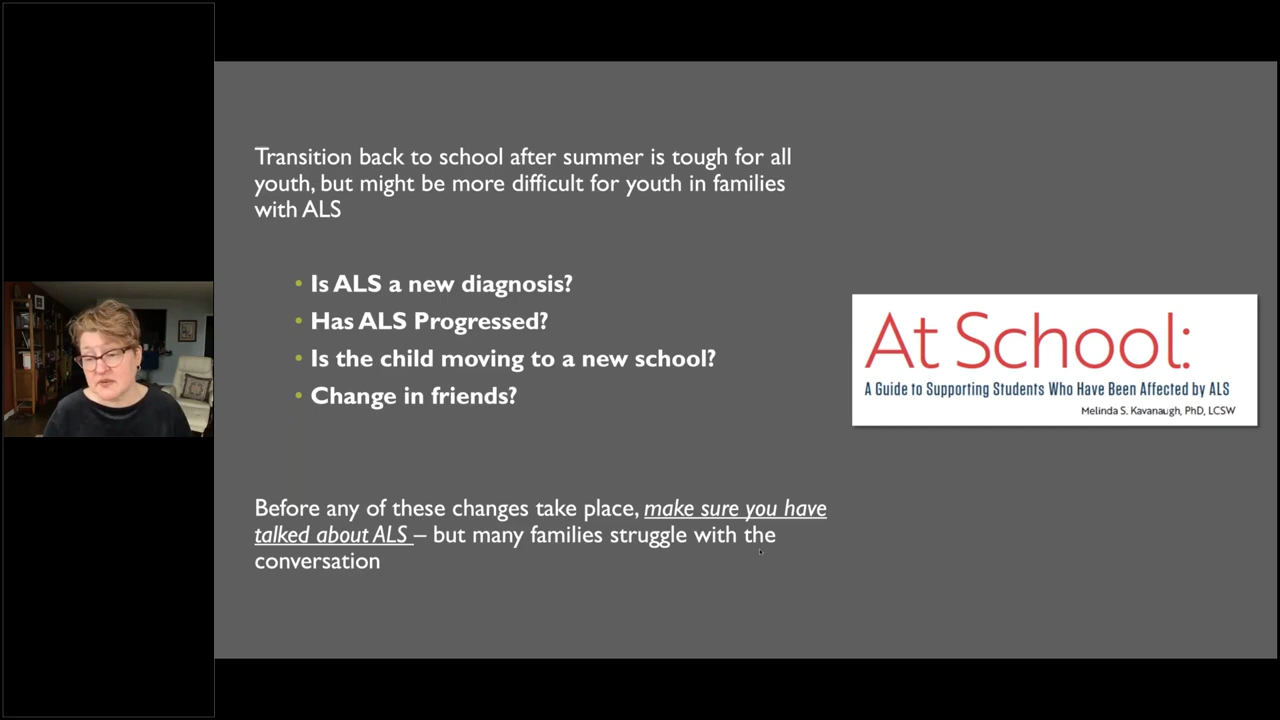 Transition back to school after summer is tough for all
youth, but might be more difficult for youth in families
with ALS
• Is ALS a new diagnosis?
• Has ALS Progressed?
• Is the child moving to a new school?
• Change in friends?
Before any of these changes take place, make sure you have
talked about ALS – but many families struggle with the
conversation
At School:
A Guide to Supporting Students Who Have Been Affected by ALS
Melinda S. Kavanaugh, PhD, LCSW